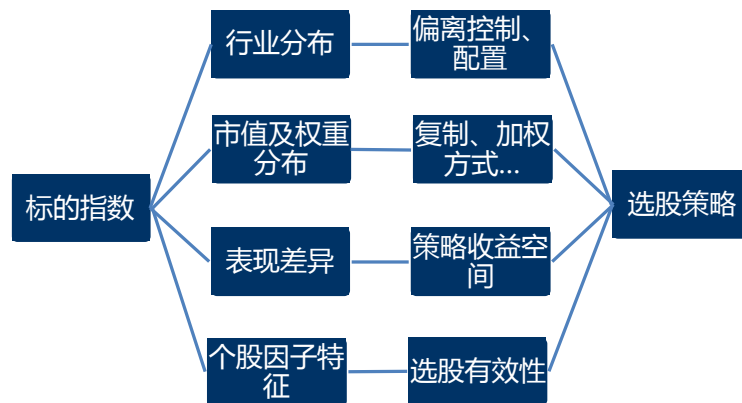 标的指数
行业分布
市值及权重
分布
表现差异
个股因子特
征
偏离控制、
配置
复制、加权
方式...
策略收益空
间
选股有效性
选股策略